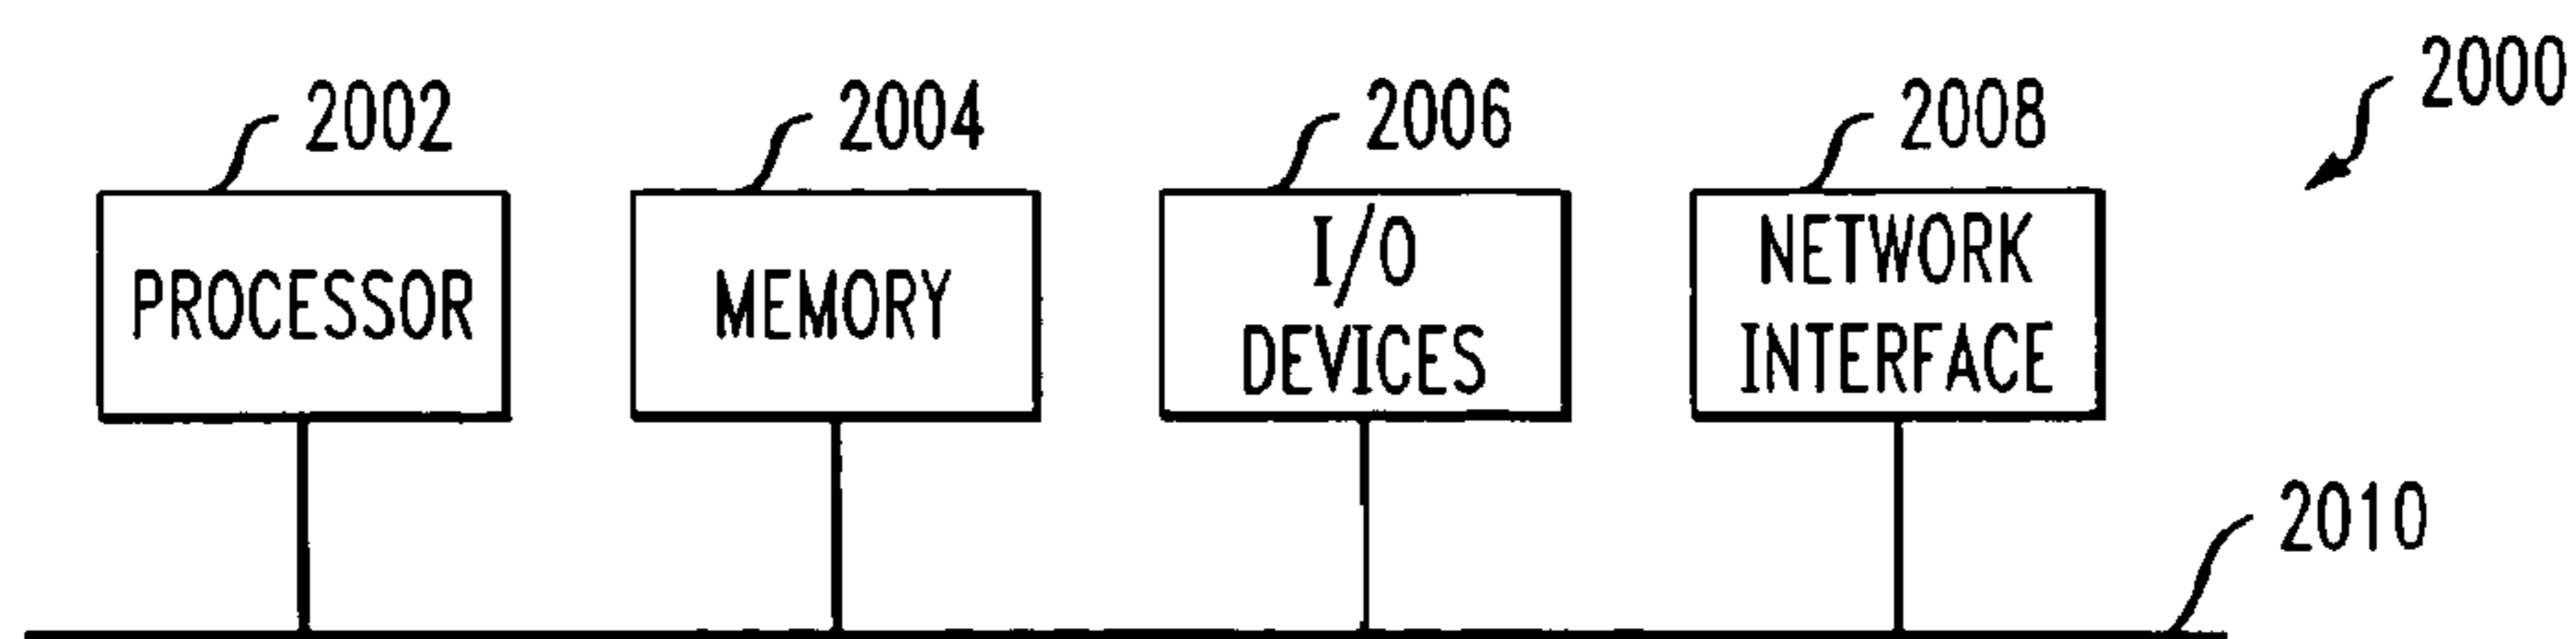 2000
2002
2004
2006
2008
PROCESSOR
MEMORY
I/O
DEVICES
NETWORK
INTERFACE
2010